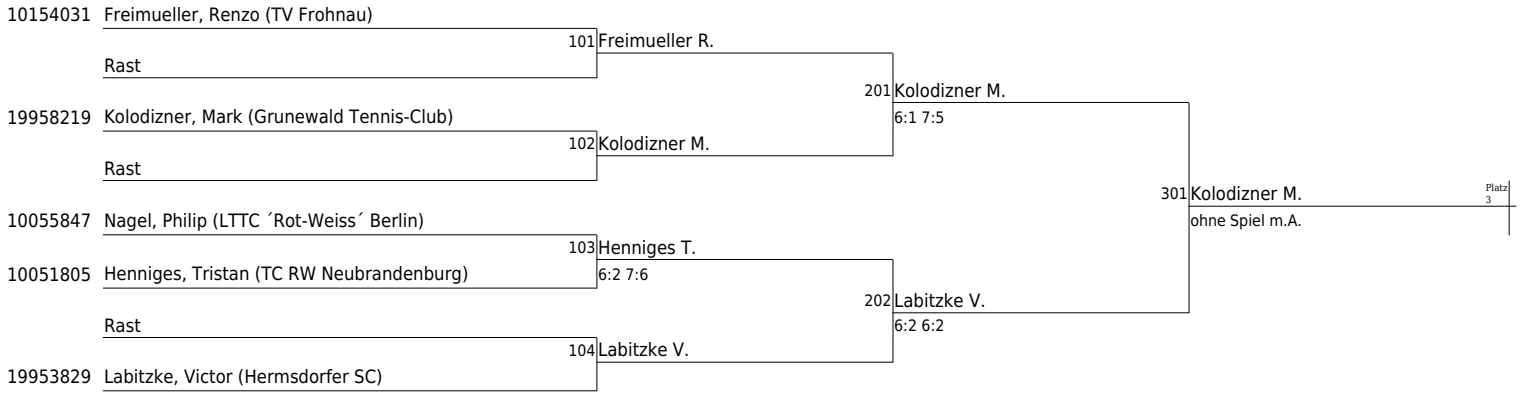 10154031 Freimueller, Renzo (TV Frohnau)
101 Freimueller R.
Rast
201 Kolodizner M.
6:1 7:5
19958219 Kolodizner, Mark (Grunewald Tennis-Club)
102 Kolodizner M.
Rast
301 Kolodizner M.
Platz
3
ohne Spiel m.A.
10055847 Nagel, Philip (LTTC ´Rot-Weiss´ Berlin)
103 Henniges T.
10051805 Henniges, Tristan (TC RW Neubrandenburg)
6:2 7:6
202 Labitzke V.
6:2 6:2
Rast
104 Labitzke V.
19953829 Labitzke, Victor (Hermsdorfer SC)